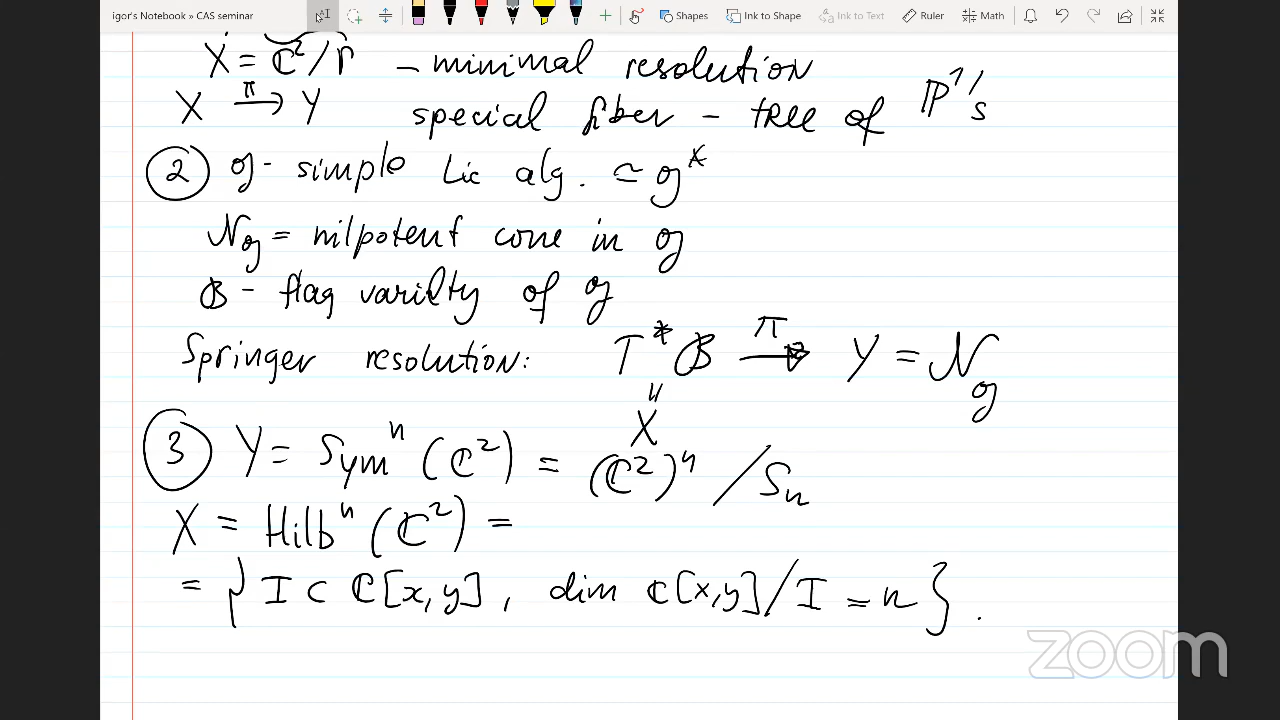 igor's Notebook » CAS seminar
Shapes Ink to Shape Ink to Text Ruler Math
X = ℂ²/Γ – minimal resolution
X →^π Y special fiber – tree of ℙ¹'s
② 𝔤 - simple Lie alg. ≃ 𝔤*
𝒩_𝔤 = nilpotent cone in 𝔤
ℬ – flag variety of 𝔤
Springer resolution: T*ℬ →^π Y = 𝒩_𝔤
"
X
③ Y = Symⁿ(ℂ²) = (ℂ²)ⁿ / Sₙ
X = Hilbⁿ(ℂ²) =
= { I ⊂ ℂ[x,y], dim ℂ[x,y]/I = n }.
zoom